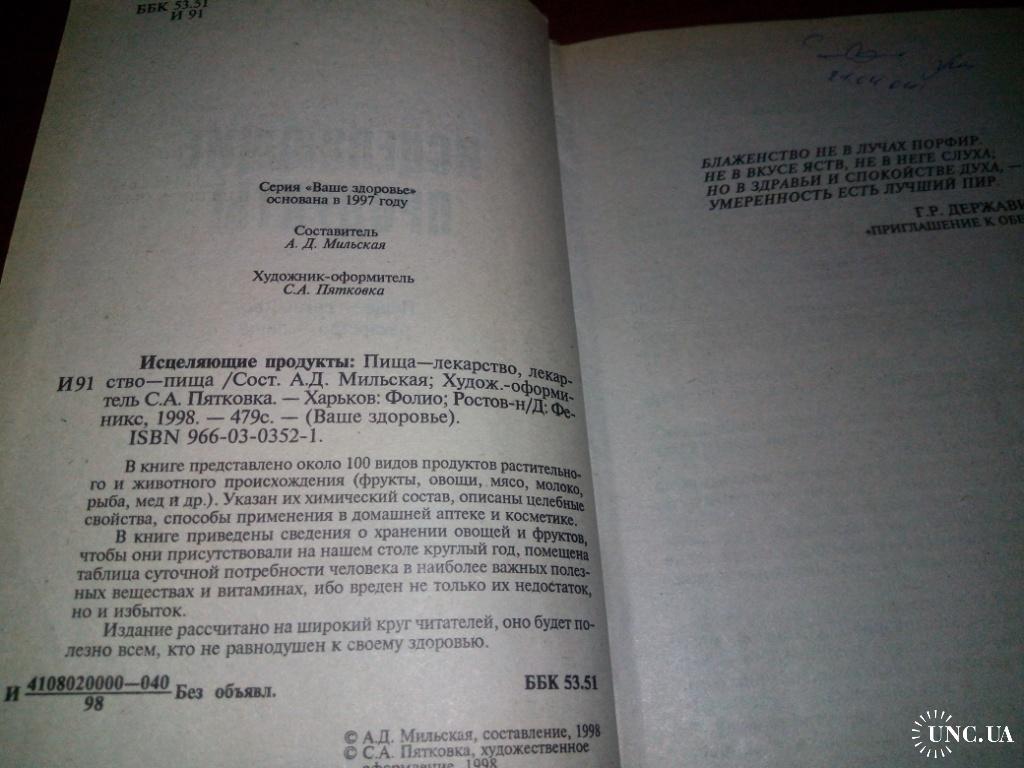 ББК 53.51
И 91
Серия «Ваше здоровье»
основана в 1997 году
Составитель
А. Д. Мильская
Художник-оформитель
С.А. Пятковка
Исцеляющие продукты: Пища—лекарство, лекар-
И91 ство—пища /Сост. А.Д. Мильская; Худож.-оформи-
тель С.А. Пятковка. — Харьков: Фолио; Ростов-н/Д: Фе-
никс, 1998. — 479с. — (Ваше здоровье).
ISBN 966-03-0352-1.
В книге представлено около 100 видов продуктов растительно-
го и животного происхождения (фрукты, овощи, мясо, молоко,
рыба, мед и др.). Указан их химический состав, описаны целебные
свойства, способы применения в домашней аптеке и косметике.
В книге приведены сведения о хранении овощей и фруктов,
чтобы они присутствовали на нашем столе круглый год, помещена
таблица суточной потребности человека в наиболее важных полез-
ных веществах и витаминах, ибо вреден не только их недостаток,
но и избыток.
Издание рассчитано на широкий круг читателей, оно будет по-
лезно всем, кто не равнодушен к своему здоровью.
И 4108020000—040 Без объявл.
98
ББК 53.51
© А.Д. Мильская, составление, 1998
© С.А. Пятковка, художественное
оформление, 1998
БЛАЖЕНСТВО НЕ В ЛУЧАХ ПОРФИР,
НЕ В ВКУСЕ ЯСТВ, НЕ В НЕГЕ СЛУХА;
НО В ЗДРАВЬИ И СПОКОЙСТВЕ ДУХА, —
УМЕРЕННОСТЬ ЕСТЬ ЛУЧШИЙ ПИР.
Г.Р. ДЕРЖАВИ
«ПРИГЛАШЕНИЕ К ОБЕ
UNC.UA